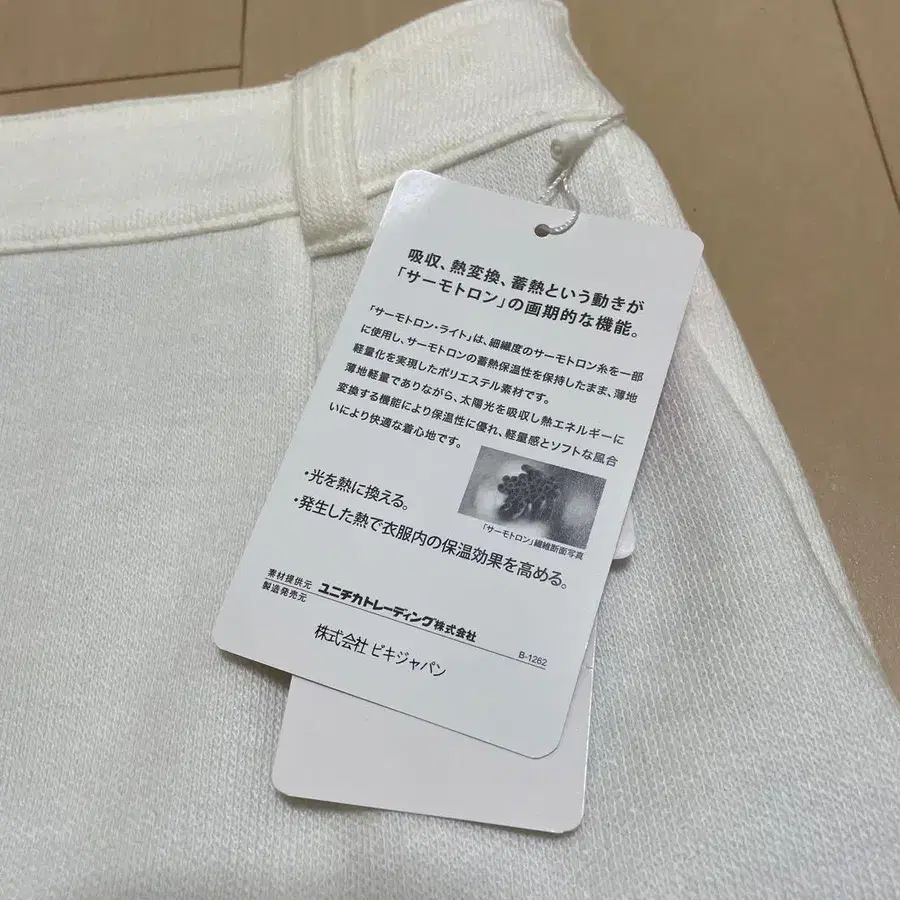 吸収、熱変換、蓄熱という動きが
「サーモトロン」の画期的な機能。
「サーモトロン・ライト」は、細繊度のサーモトロン糸を一部
に使用し、サーモトロンの蓄熱保温性を保持したまま、薄地
軽量化を実現したポリエステル素材です。
薄地軽量でありながら、太陽光を吸収し熱エネルギーに
変換する機能により保温性に優れ、軽量感とソフトな風合
いにより快適な着心地です。
・光を熱に換える。
・発生した熱で衣服内の保温効果を高める。
「サーモトロン」繊維断面写真
素材提供元 ユニチカトレーディング株式会社
製造発売元
株式会社 ビキジャパン
B-1262